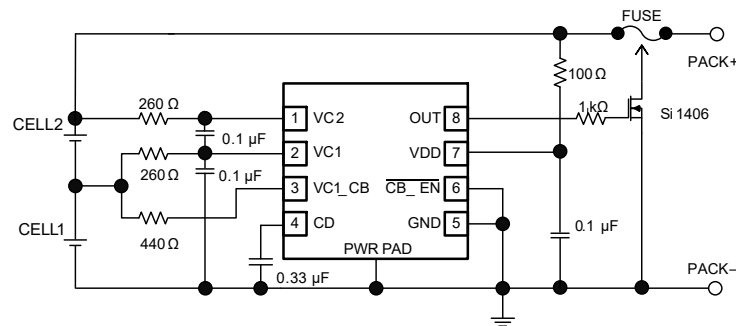 FUSE
PACK+
100 Ω
260 Ω
1 kΩ
Si 1406
CELL2
0.1 µF
1 VC2 OUT 8
2 VC1 VDD 7
260 Ω
0.1 µF
3 VC1_CB CB_EN 6
CELL1
4 CD GND 5
440 Ω
0.1 µF
PWR PAD
0.33 µF
PACK–